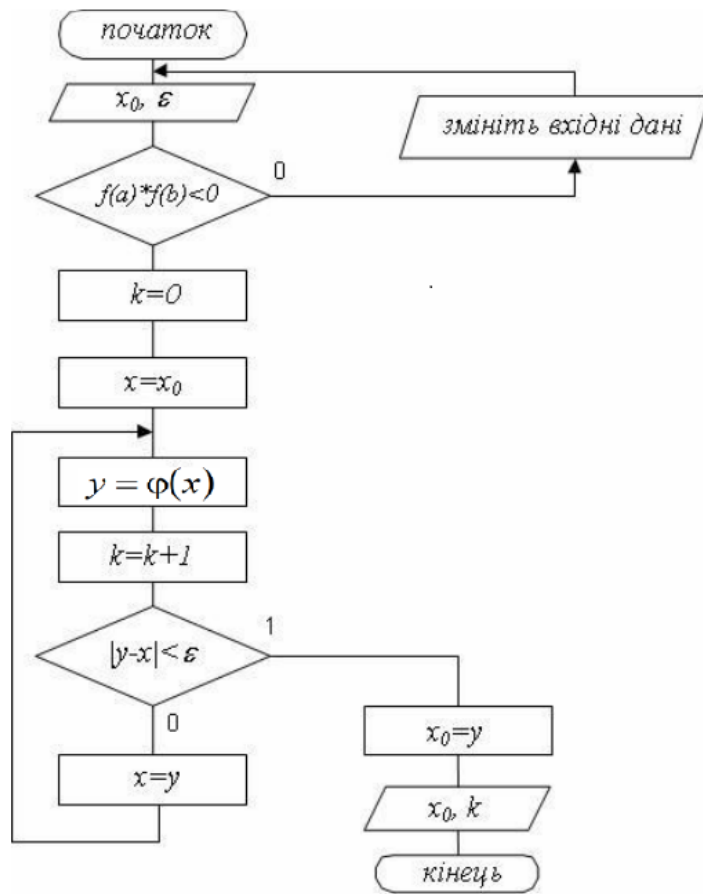 початок
x₀, ε
змініть вхідні дані
f(a)*f(b)<0
0
k=0
x=x₀
y = φ(x)
k=k+1
|y-x|<ε
1
0
x₀=y
x=y
x₀, k
кінець